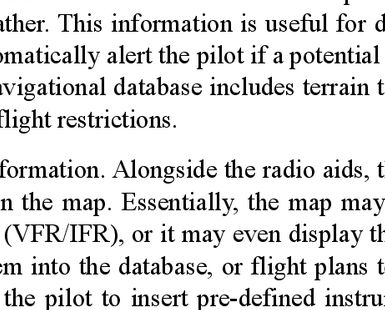 ather. This information is useful for d
omatically alert the pilot if a potential
avigational database includes terrain t
flight restrictions.
formation. Alongside the radio aids, th
n the map. Essentially, the map may
(VFR/IFR), or it may even display th
em into the database, or flight plans to
the pilot to insert pre-defined instru